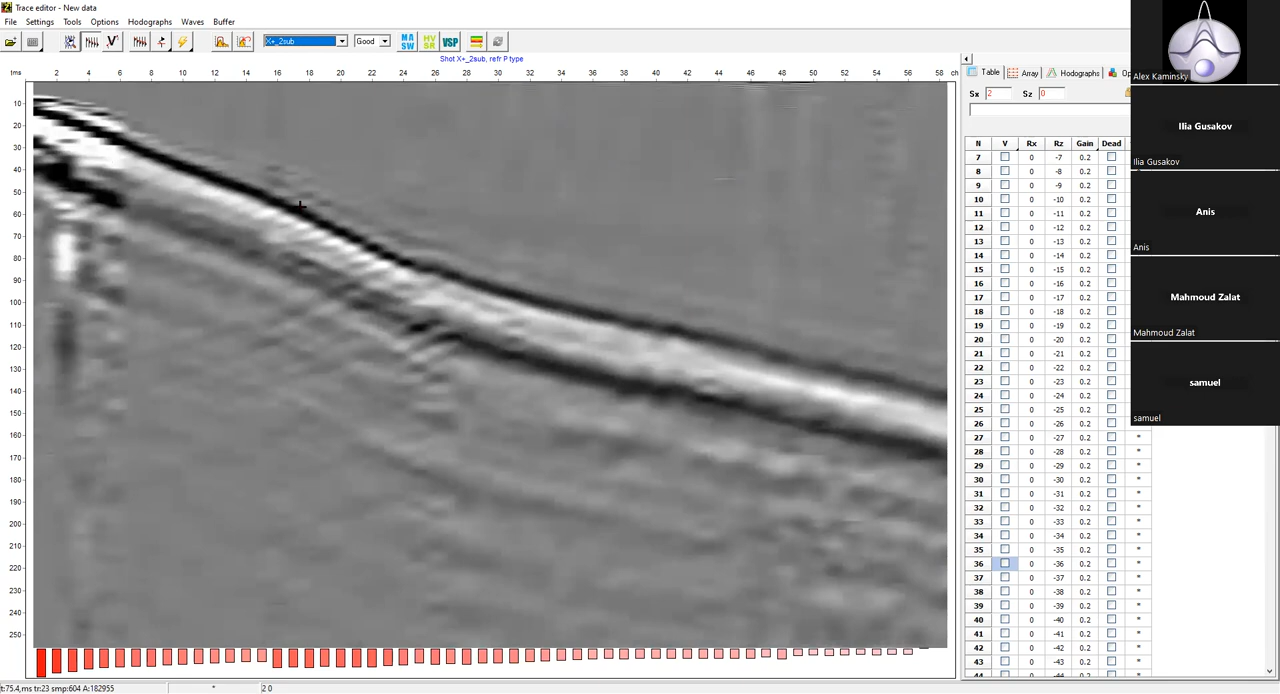 Trace editor - New data
File Settings Tools Options Hodographs Waves Buffer
X+_2sub Good MA SW HV SR VSP
Shot X+_2sub, refr P type
tms 2 4 6 8 10 12 14 16 18 20 22 24 26 28 30 32 34 36 38 40 42 44 46 48 50 52 54 56 58 ch
10
20
30
40
50
60
70
80
90
100
110
120
130
140
150
160
170
180
190
200
210
220
230
240
250
t:75.4,ms tr:23 smp:604 A:182955 * 2 0
Table Array Hodographs Op
Sx 2 Sz 0
N V Rx Rz Gain Dead
7 0 -7 0.2
8 0 -8 0.2
9 0 -9 0.2
10 0 -10 0.2
11 0 -11 0.2
12 0 -12 0.2
13 0 -13 0.2
14 0 -14 0.2
15 0 -15 0.2
16 0 -16 0.2
17 0 -17 0.2
18 0 -18 0.2
19 0 -19 0.2
20 0 -20 0.2
21 0 -21 0.2
22 0 -22 0.2
23 0 -23 0.2
24 0 -24 0.2
25 0 -25 0.2
26 0 -26 0.2
27 0 -27 0.2 *
28 0 -28 0.2 *
29 0 -29 0.2 *
30 0 -30 0.2 *
31 0 -31 0.2 *
32 0 -32 0.2 *
33 0 -33 0.2 *
34 0 -34 0.2 *
35 0 -35 0.2 *
36 0 -36 0.2 *
37 0 -37 0.2 *
38 0 -38 0.2 *
39 0 -39 0.2 *
40 0 -40 0.2 *
41 0 -41 0.2 *
42 0 -42 0.2 *
43 0 -43 0.2 *
44 0 -44 0.2 *
Alex Kaminsky
Ilia Gusakov
Ilia Gusakov
Anis
Anis
Mahmoud Zalat
Mahmoud Zalat
samuel
samuel